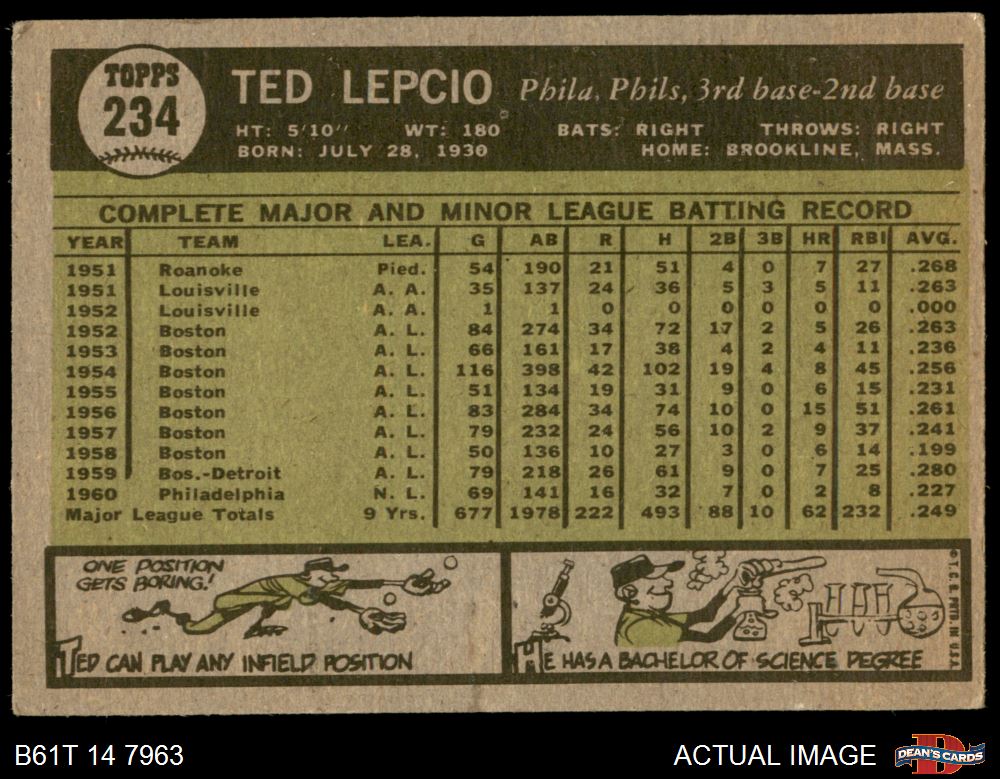 TOPPS
234
TED LEPCIO Phila. Phils, 3rd base-2nd base
HT: 5'10" WT: 180 BATS: RIGHT THROWS: RIGHT
BORN: JULY 28, 1930 HOME: BROOKLINE, MASS.
COMPLETE MAJOR AND MINOR LEAGUE BATTING RECORD
YEAR TEAM LEA. G AB R H 2B 3B HR RBI AVG.
1951 Roanoke Pied. 54 190 21 51 4 0 7 27 .268
1951 Louisville A. A. 35 137 24 36 5 3 5 11 .263
1952 Louisville A. A. 1 1 0 0 0 0 0 0 .000
1952 Boston A. L. 84 274 34 72 17 2 5 26 .263
1953 Boston A. L. 66 161 17 38 4 2 4 11 .236
1954 Boston A. L. 116 398 42 102 19 4 8 45 .256
1955 Boston A. L. 51 134 19 31 9 0 6 15 .231
1956 Boston A. L. 83 284 34 74 10 0 15 51 .261
1957 Boston A. L. 79 232 24 56 10 2 9 37 .241
1958 Boston A. L. 50 136 10 27 3 0 6 14 .199
1959 Bos.-Detroit A. L. 79 218 26 61 9 0 7 25 .280
1960 Philadelphia N. L. 69 141 16 32 7 0 2 8 .227
Major League Totals 9 Yrs. 677 1978 222 493 88 10 62 232 .249
ONE POSITION
GETS BORING!
TED CAN PLAY ANY INFIELD POSITION
HE HAS A BACHELOR OF SCIENCE DEGREE
© T.C.G. PRTD. IN U.S.A.
B61T 14 7963 ACTUAL IMAGE DEAN'S CARDS